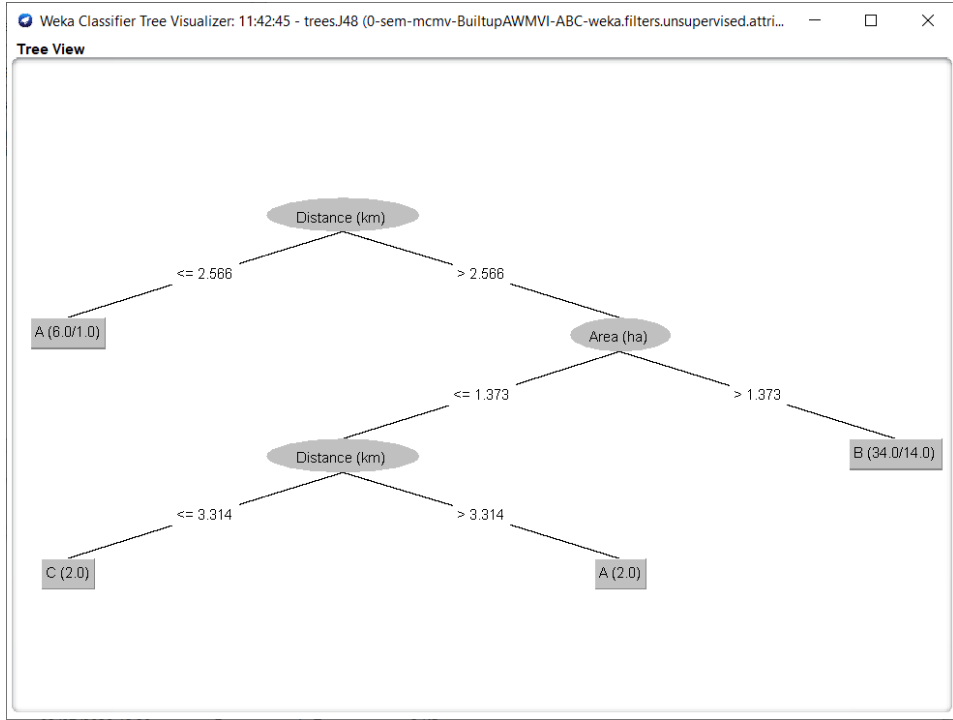 Weka Classifier Tree Visualizer: 11:42:45 - trees.J48 (0-sem-mcmv-BuiltupAWMVI-ABC-weka.filters.unsupervised.attri...
Tree View
Distance (km)
<= 2.566
> 2.566
A (6.0/1.0)
Area (ha)
<= 1.373
> 1.373
Distance (km)
B (34.0/14.0)
<= 3.314
> 3.314
C (2.0)
A (2.0)